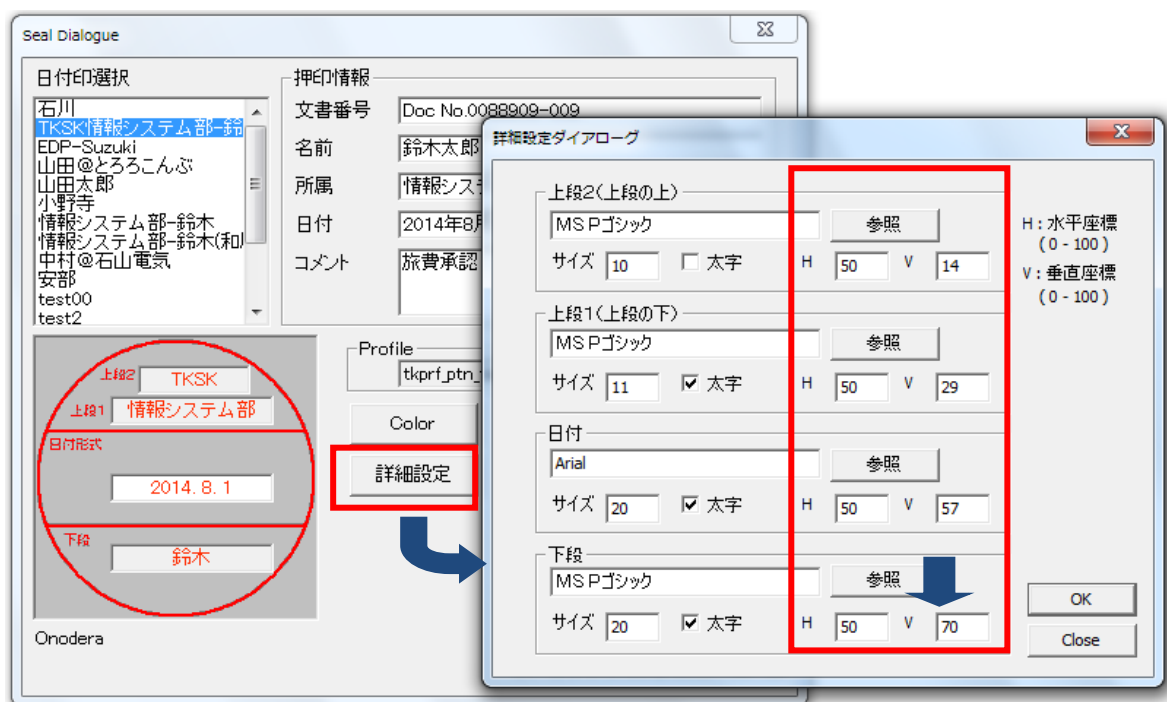 Seal Dialogue
日付印選択
石川
TKSK情報システム部-鈴
EDP-Suzuki
山田@とろろこんぶ
山田太郎
小野寺
情報システム部-鈴木
情報システム部-鈴木(和
中村@石山電気
安部
test00
test2
押印情報
文書番号 Doc No.0088909-009
名前 鈴木太郎
所属 情報シス
日付 2014年8
コメント 旅費承認
上段2 TKSK
上段1 情報システム部
日付形式
2014. 8. 1
下段
鈴木
Onodera
Profile
tkprf_ptn_
Color
詳細設定
詳細設定ダイアローグ
上段2(上段の上)
MS Pゴシック 参照
サイズ 10 太字 H 50 V 14
上段1(上段の下)
MS Pゴシック 参照
サイズ 11 太字 H 50 V 29
日付
Arial 参照
サイズ 20 太字 H 50 V 57
下段
MS Pゴシック 参照
サイズ 20 太字 H 50 V 70
H : 水平座標
( 0 - 100 )
V : 垂直座標
( 0 - 100 )
OK
Close